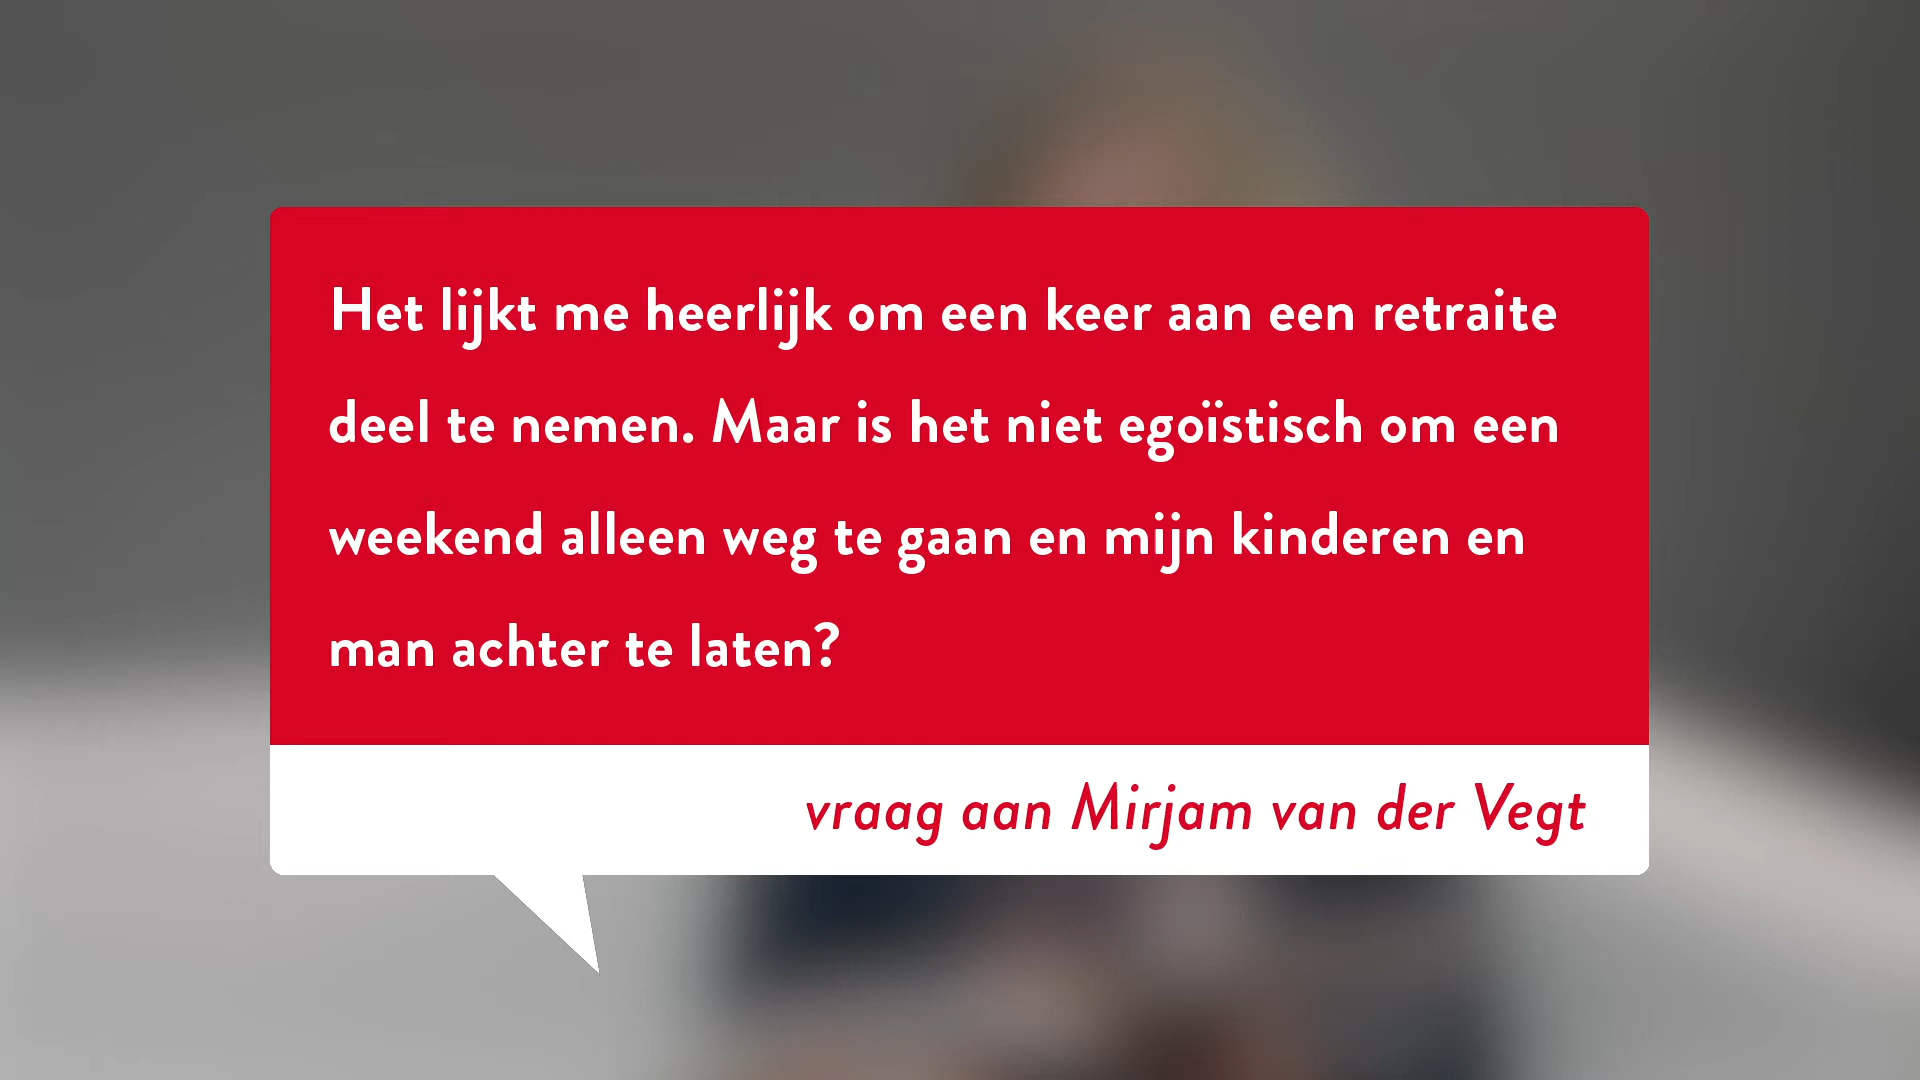 Het lijkt me heerlijk om een keer aan een retraite
deel te nemen. Maar is het niet egoïstisch om een
weekend alleen weg te gaan en mijn kinderen en
man achter te laten?
vraag aan Mirjam van der Vegt